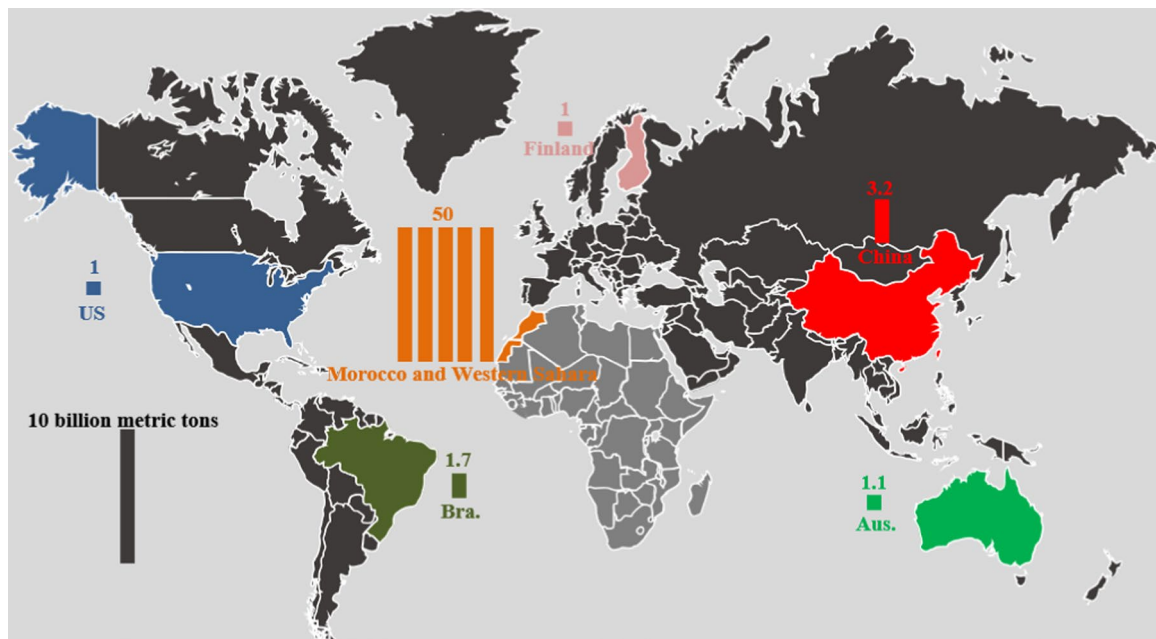 1
Finland
3.2
China
50
Morocco and Western Sahara
1
US
10 billion metric tons
1.7
Bra.
1.1
Aus.